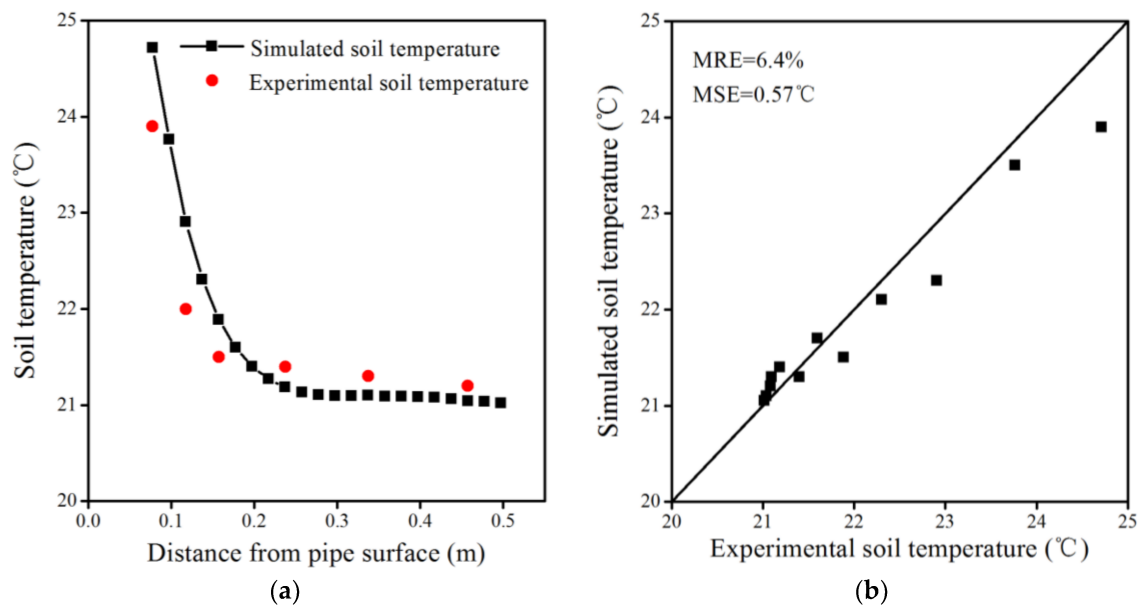 25
24
23
22
21
20
0.0 0.1 0.2 0.3 0.4 0.5
Soil temperature (℃)
Distance from pipe surface (m)
Simulated soil temperature
Experimental soil temperature
(a)
25
24
23
22
21
20
20 21 22 23 24 25
Simulated soil temperature (℃)
Experimental soil temperature (℃)
MRE=6.4%
MSE=0.57℃
(b)